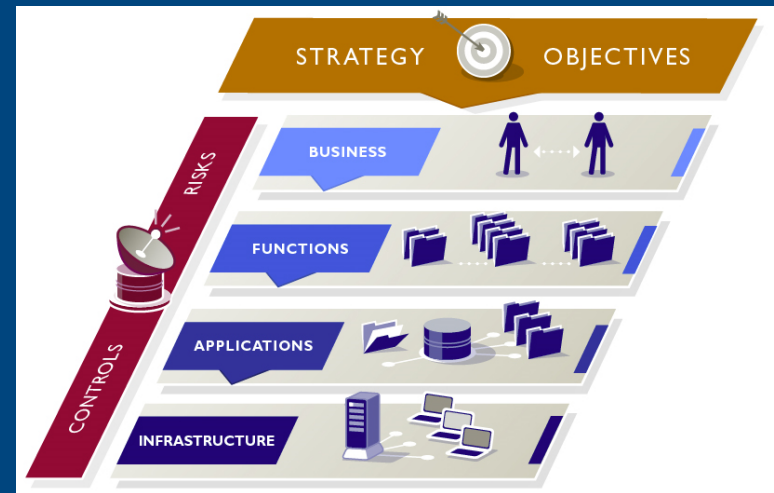 STRATEGY OBJECTIVES
RISKS
CONTROLS
BUSINESS
FUNCTIONS
APPLICATIONS
INFRASTRUCTURE